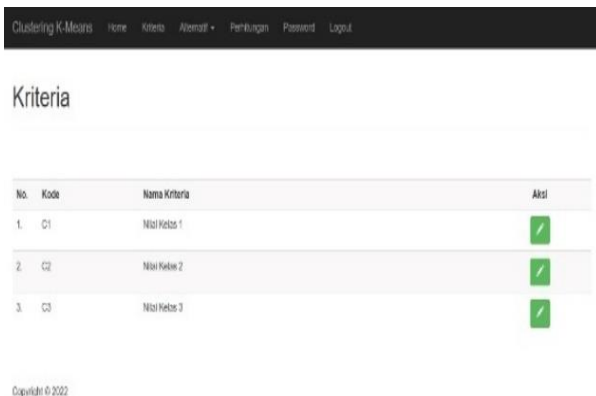 Clustering K-Means Home Kriteria Alternatif Perhitungan Password Logout
Kriteria
No. Kode Nama Kriteria Aksi
1. C1 Nilai Kelas 1
2. C2 Nilai Kelas 2
3. C3 Nilai Kelas 3
Copyright © 2022